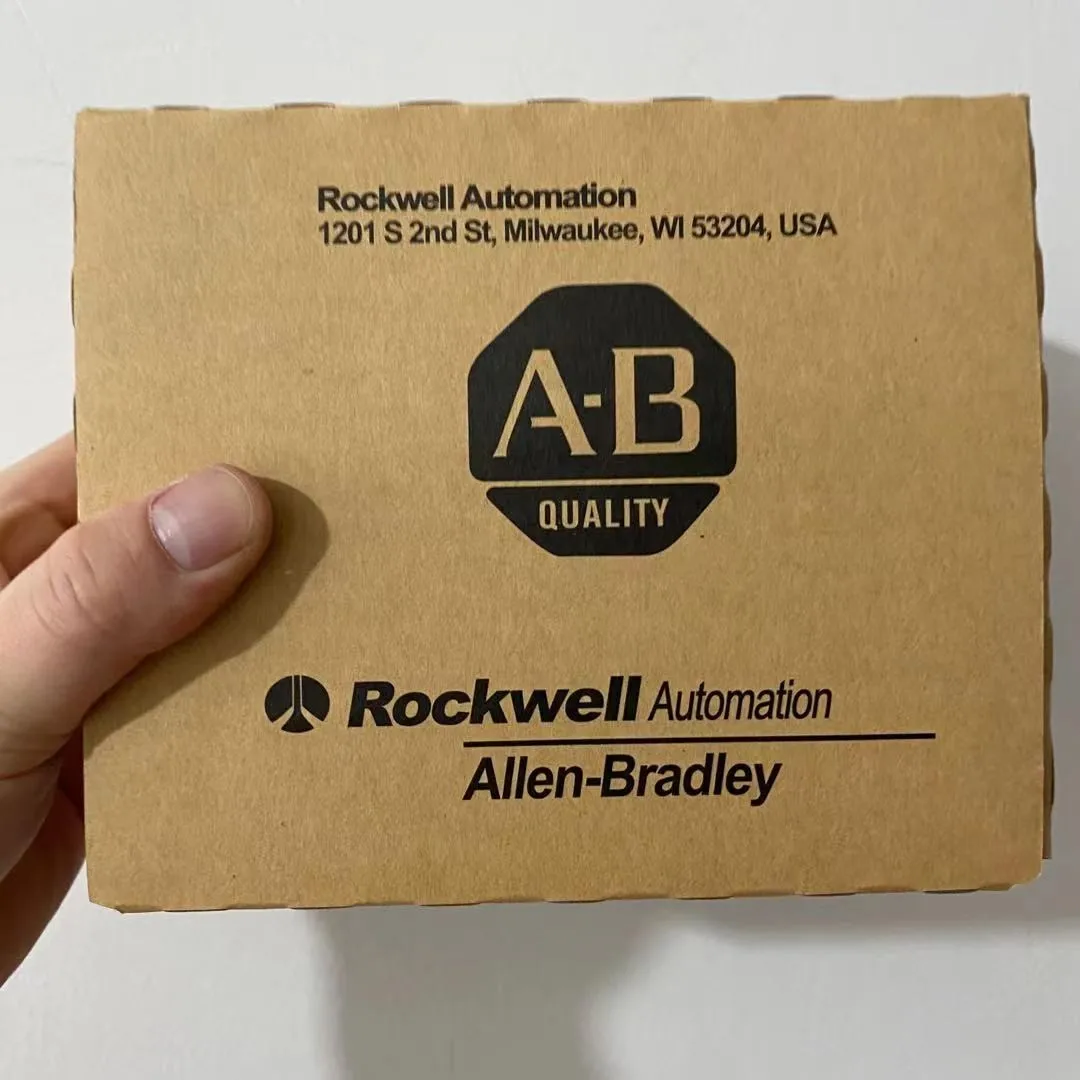 Rockwell Automation
1201 S 2nd St, Milwaukee, WI 53204, USA
A-B
QUALITY
Rockwell Automation
Allen-Bradley